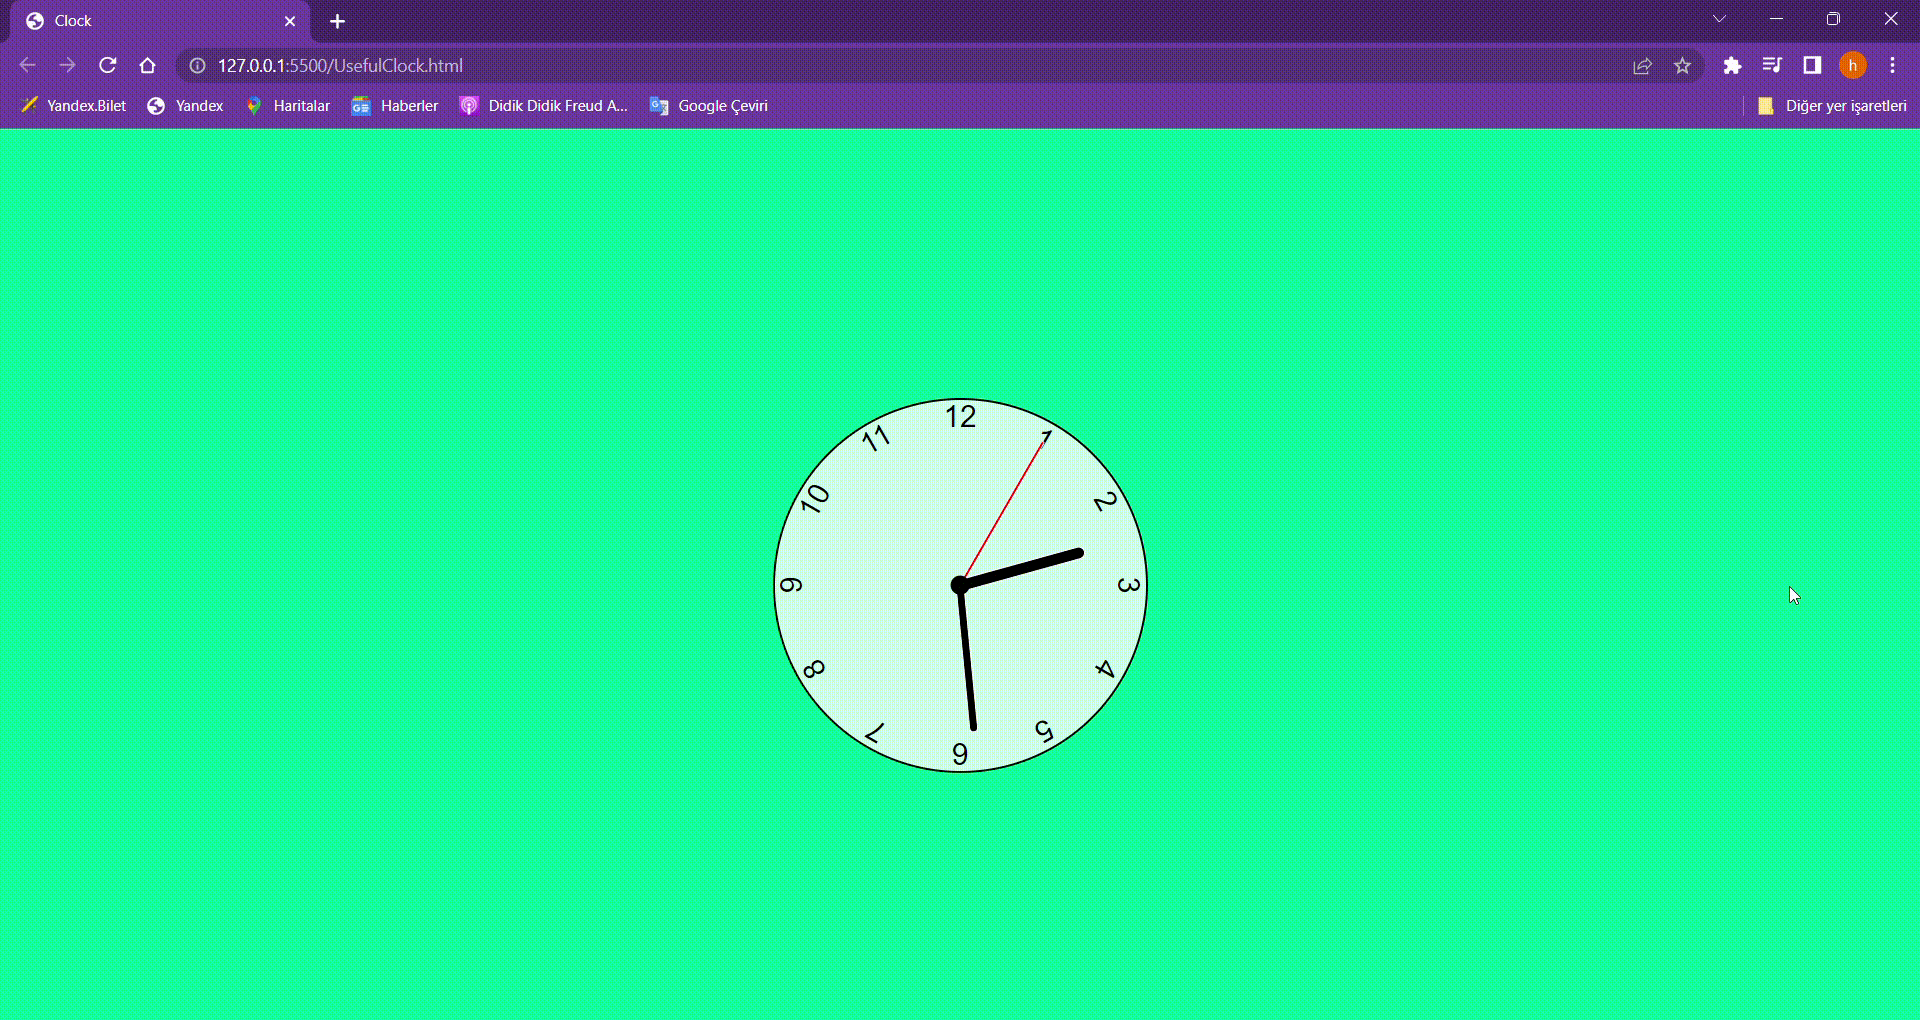 Clock
127.0.0.1:5500/UsefulClock.html
h
Yandex.Bilet Yandex Haritalar Haberler Didik Didik Freud A... Google Çeviri Diğer yer işaretleri
12
11 1
10 2
9 3
8 4
7 5
6